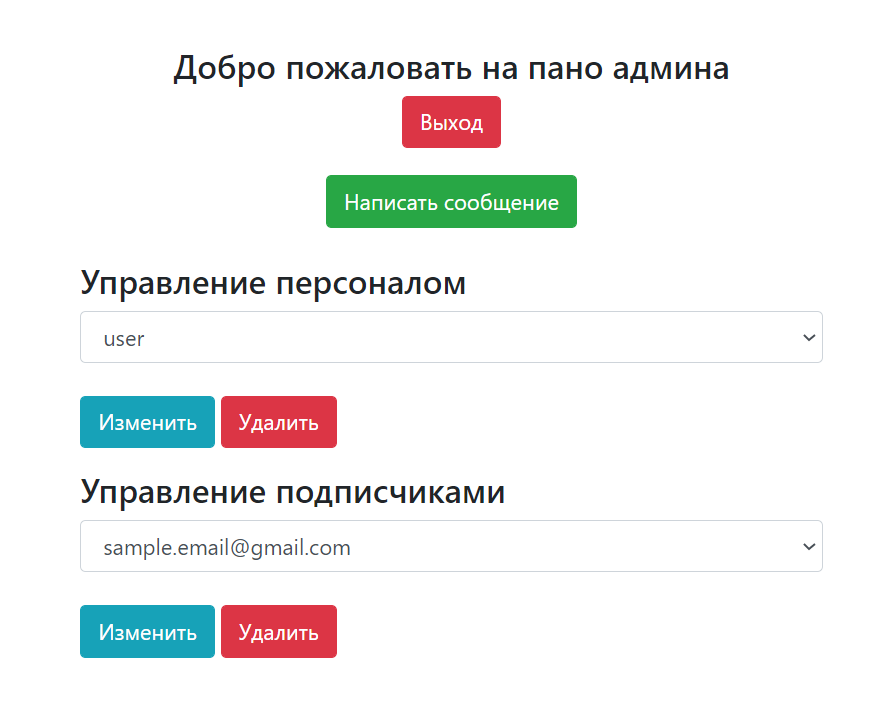 Добро пожаловать на пано админа
Выход
Написать сообщение
Управление персоналом
user
Изменить Удалить
Управление подписчиками
sample.email@gmail.com
Изменить Удалить